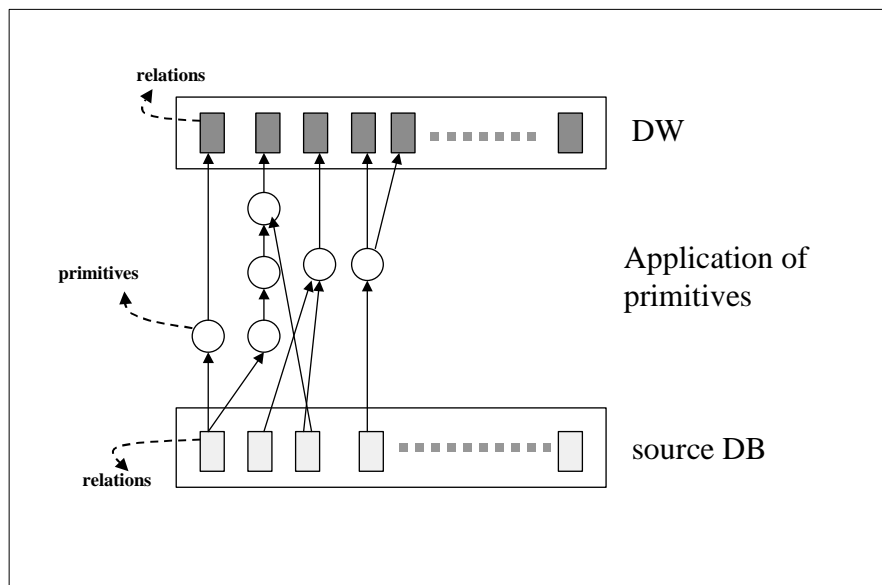 relations
DW
Application of
primitives
primitives
source DB
relations